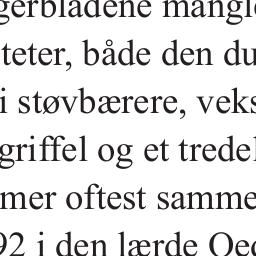 gerbladene mangle
teter, både den du
i støvbærere, veks
griffel og et tredel
mer oftest samme
92 i den lærde Oed